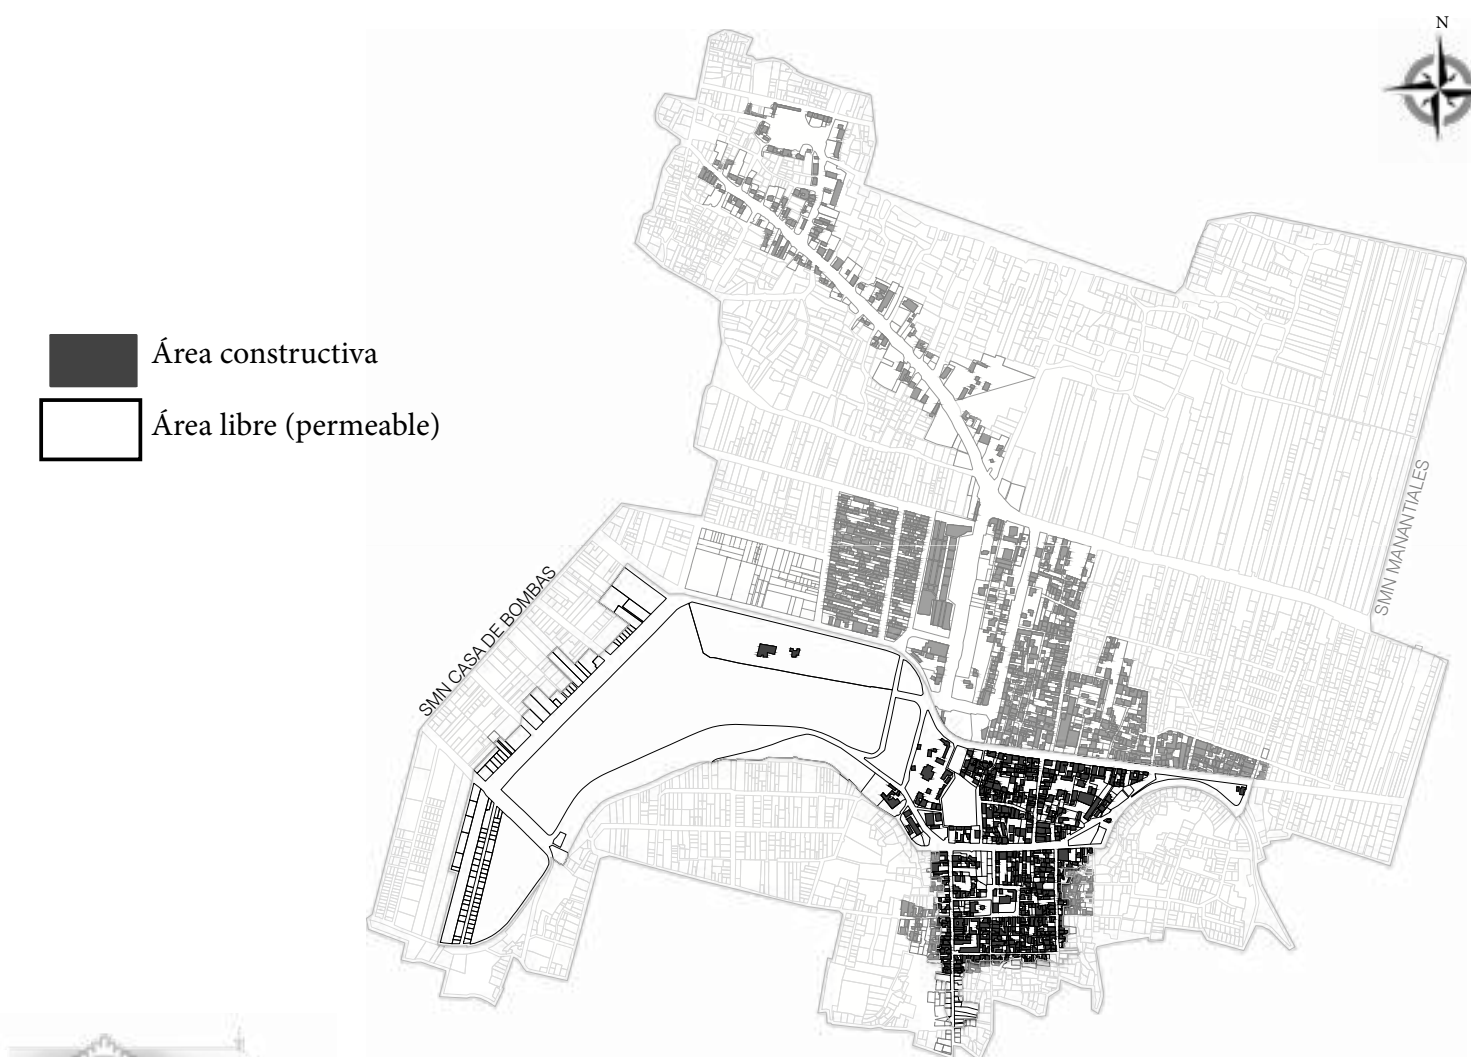 N
Área constructiva
Área libre (permeable)
SMN MANANTIALES
SMN CASA DE BOMBAS